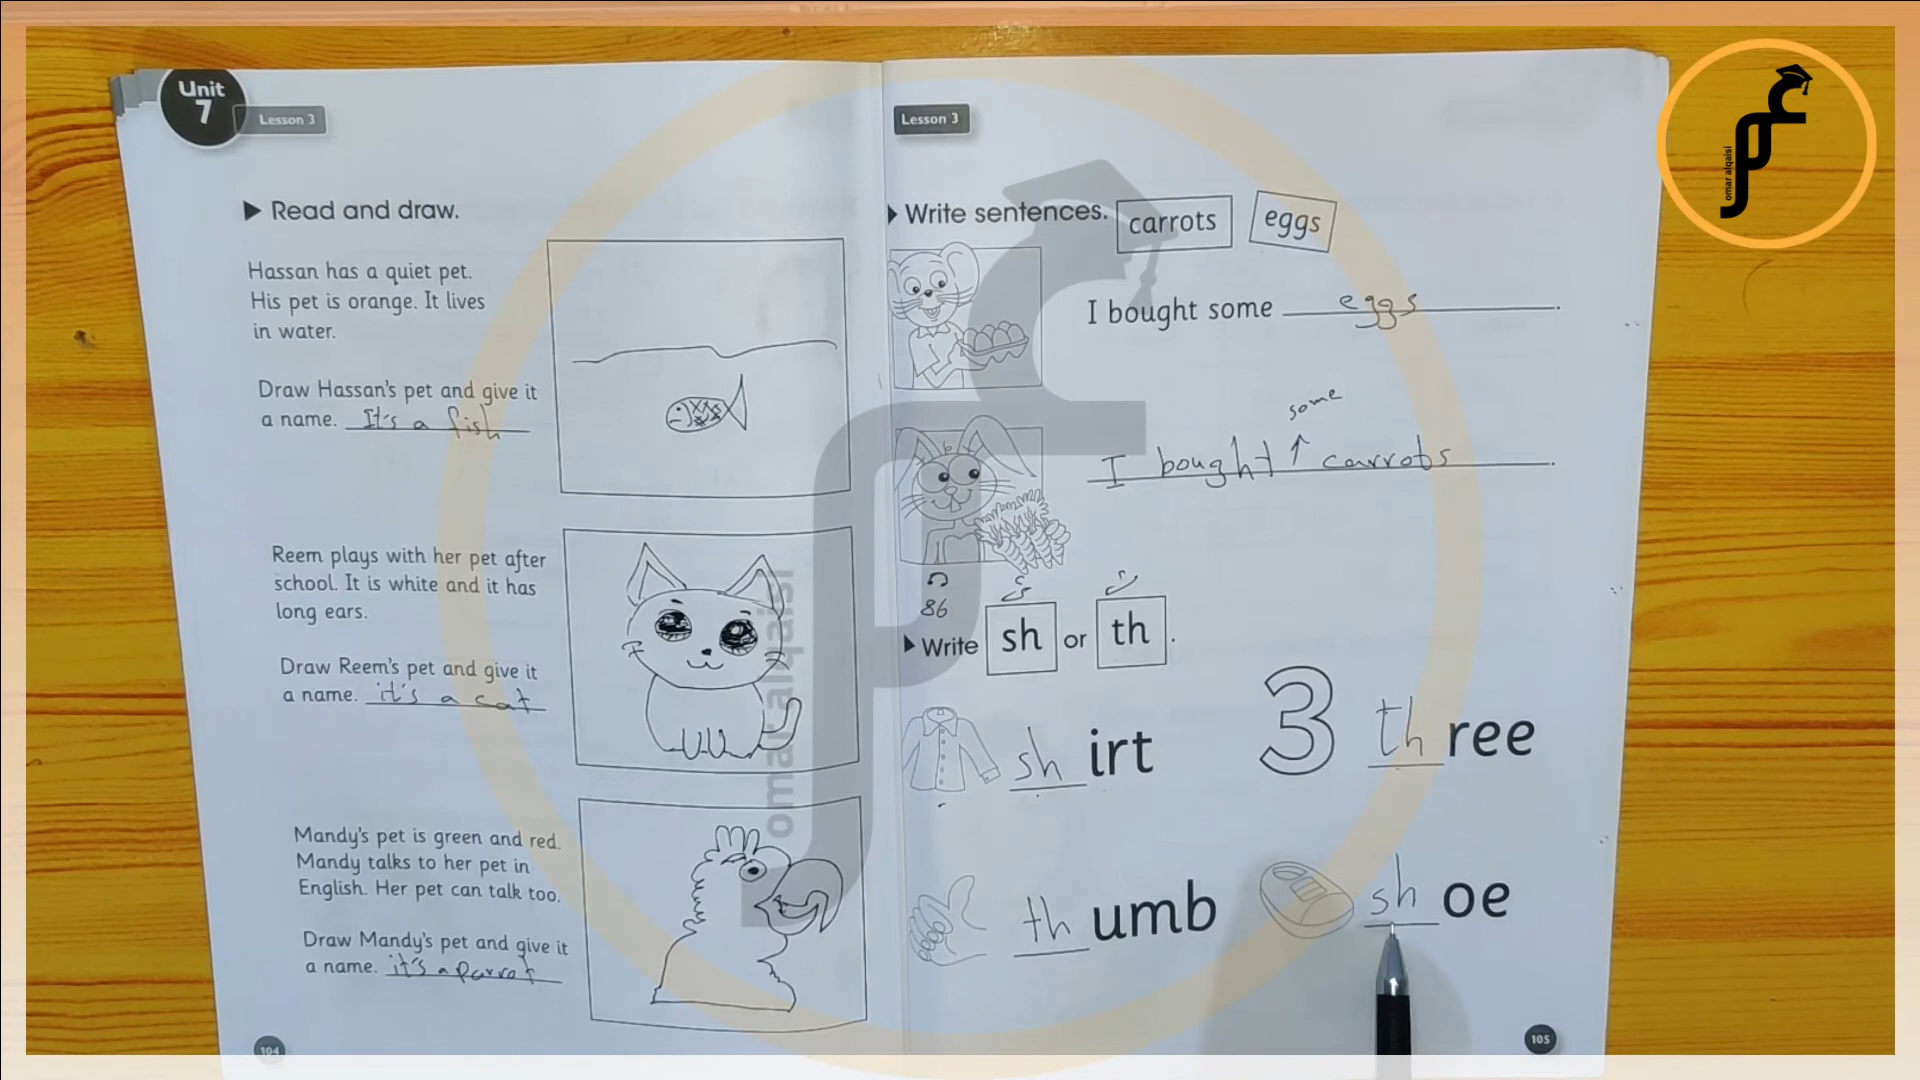 Unit
7
Lesson 3
Read and draw.
Hassan has a quiet pet.
His pet is orange. It lives
in water.
Draw Hassan's pet and give it
a name. It's a fish
Reem plays with her pet after
school. It is white and it has
long ears.
Draw Reem's pet and give it
a name. it's a cat
Mandy's pet is green and red.
Mandy talks to her pet in
English. Her pet can talk too.
Draw Mandy's pet and give it
a name. it's a parrot
104
Lesson 3
Write sentences. carrots eggs
I bought some eggs.
some
I bought ↑ carrots.
86
Write sh or th.
sh irt
3 th ree
th umb
sh oe
105
omar alqaisi
omar alqaisi